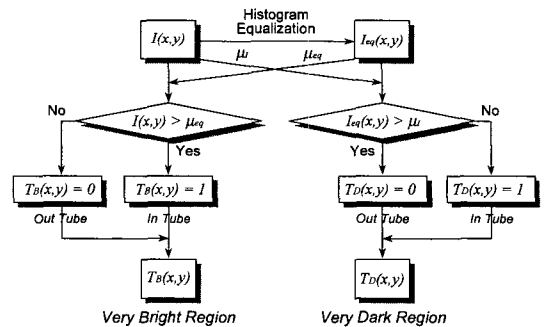 Histogram
Equalization
I(x,y)
Ieq(x,y)
μI
μeq
I(x,y) > μeq
Ieq(x,y) > μI
No
Yes
Yes
No
TB(x,y) = 0
TB(x,y) = 1
TD(x,y) = 0
TD(x,y) = 1
Out Tube
In Tube
Out Tube
In Tube
TB(x,y)
TD(x,y)
Very Bright Region
Very Dark Region